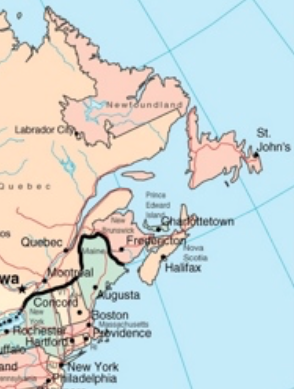 Newfoundland
Labrador City
St.
John's
Quebec
Prince
Edward
Island
Charlottetown
New
Brunswick
Fredericton
Nova
Scotia
Quebec
Maine
Halifax
wa
Montreal
Augusta
Concord
New
York
Boston
Massachusetts
Rochester
Providence
Hartford
uffalo
New York
Philadelphia